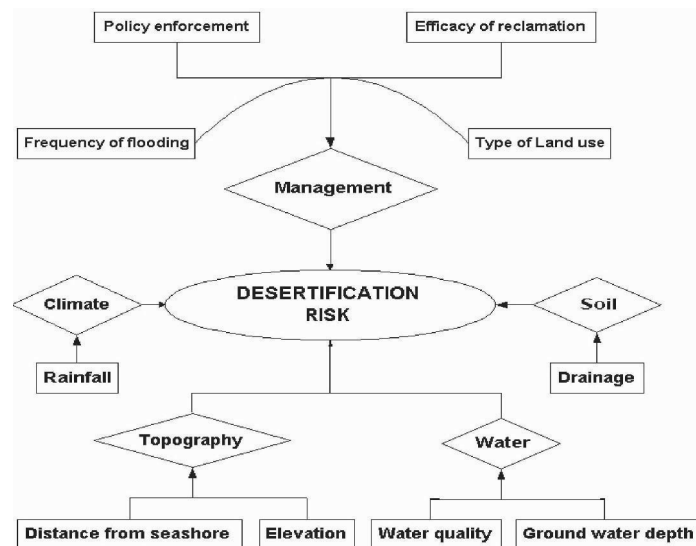 Policy enforcement
Efficacy of reclamation
Frequency of flooding
Type of Land use
Management
Climate
DESERTIFICATION
RISK
Soil
Rainfall
Drainage
Topography
Water
Distance from seashore
Elevation
Water quality
Ground water depth